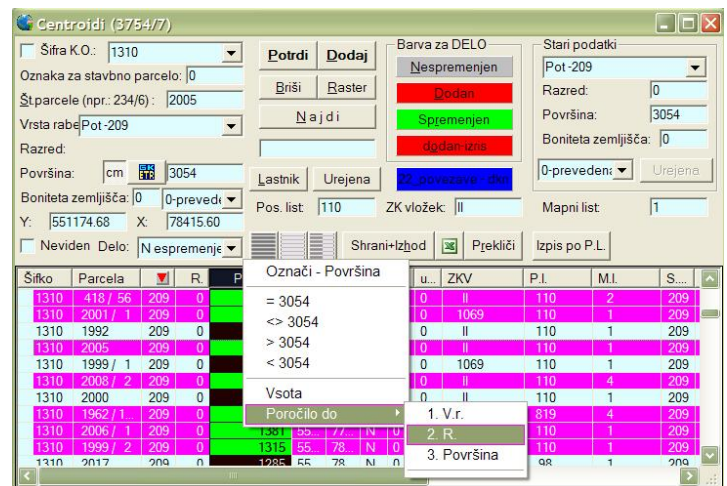 Centroidi (3754/7)
Šifra K.O.: 1310
Oznaka za stavbno parcelo: 0
Št.parcele (npr.: 234/6) : 2005
Vrsta rabe Pot -209
Razred:
Površina: cm 3054
Boniteta zemljišča: 0 0-prevede
Y: 551174.68 X: 78415.60
Neviden Delo: Nespremenje
Potrdi Dodaj
Briši Raster
Najdi
Lastnik Urejena
Pos. list: 110 ZK vložek: II Mapni list: 1
Barva za DELO
Nespremenjen
Dodan
Spremenjen
dodan-izris
22_povezave - dkn
Stari podatki
Pot -209
Razred: 0
Površina: 3054
Boniteta zemljišča: 0
0-prevedena Urejena
Shrani+Izhod Prekliči Izpis po P.L.
Šifko Parcela R. P u... ZKV P.l. M.l. S....
1310 418 / 56 209 0 0 II 110 2 209
1310 2001 / 1 209 0 0 1069 110 1 209
1310 1992 209 0 0 II 110 1 209
1310 2005 209 0 0 II 110 1 209
1310 1999 / 1 209 0 0 1069 110 1 209
1310 2008 / 2 209 0 0 II 110 4 209
1310 2000 209 0 0 II 110 1 209
1310 1962 / 1... 209 0 819 4 209
1310 2006 / 1 209 0 1381 55... 77... N 0 110 1 209
1310 1999 / 2 209 0 1315 55... 78... N 0 110 1 209
1310 2017 209 0 1285 55 78 N 0 98 1 209
Označi - Površina
= 3054
<> 3054
> 3054
< 3054
Vsota
Poročilo do
1. V.r.
2. R.
3. Površina